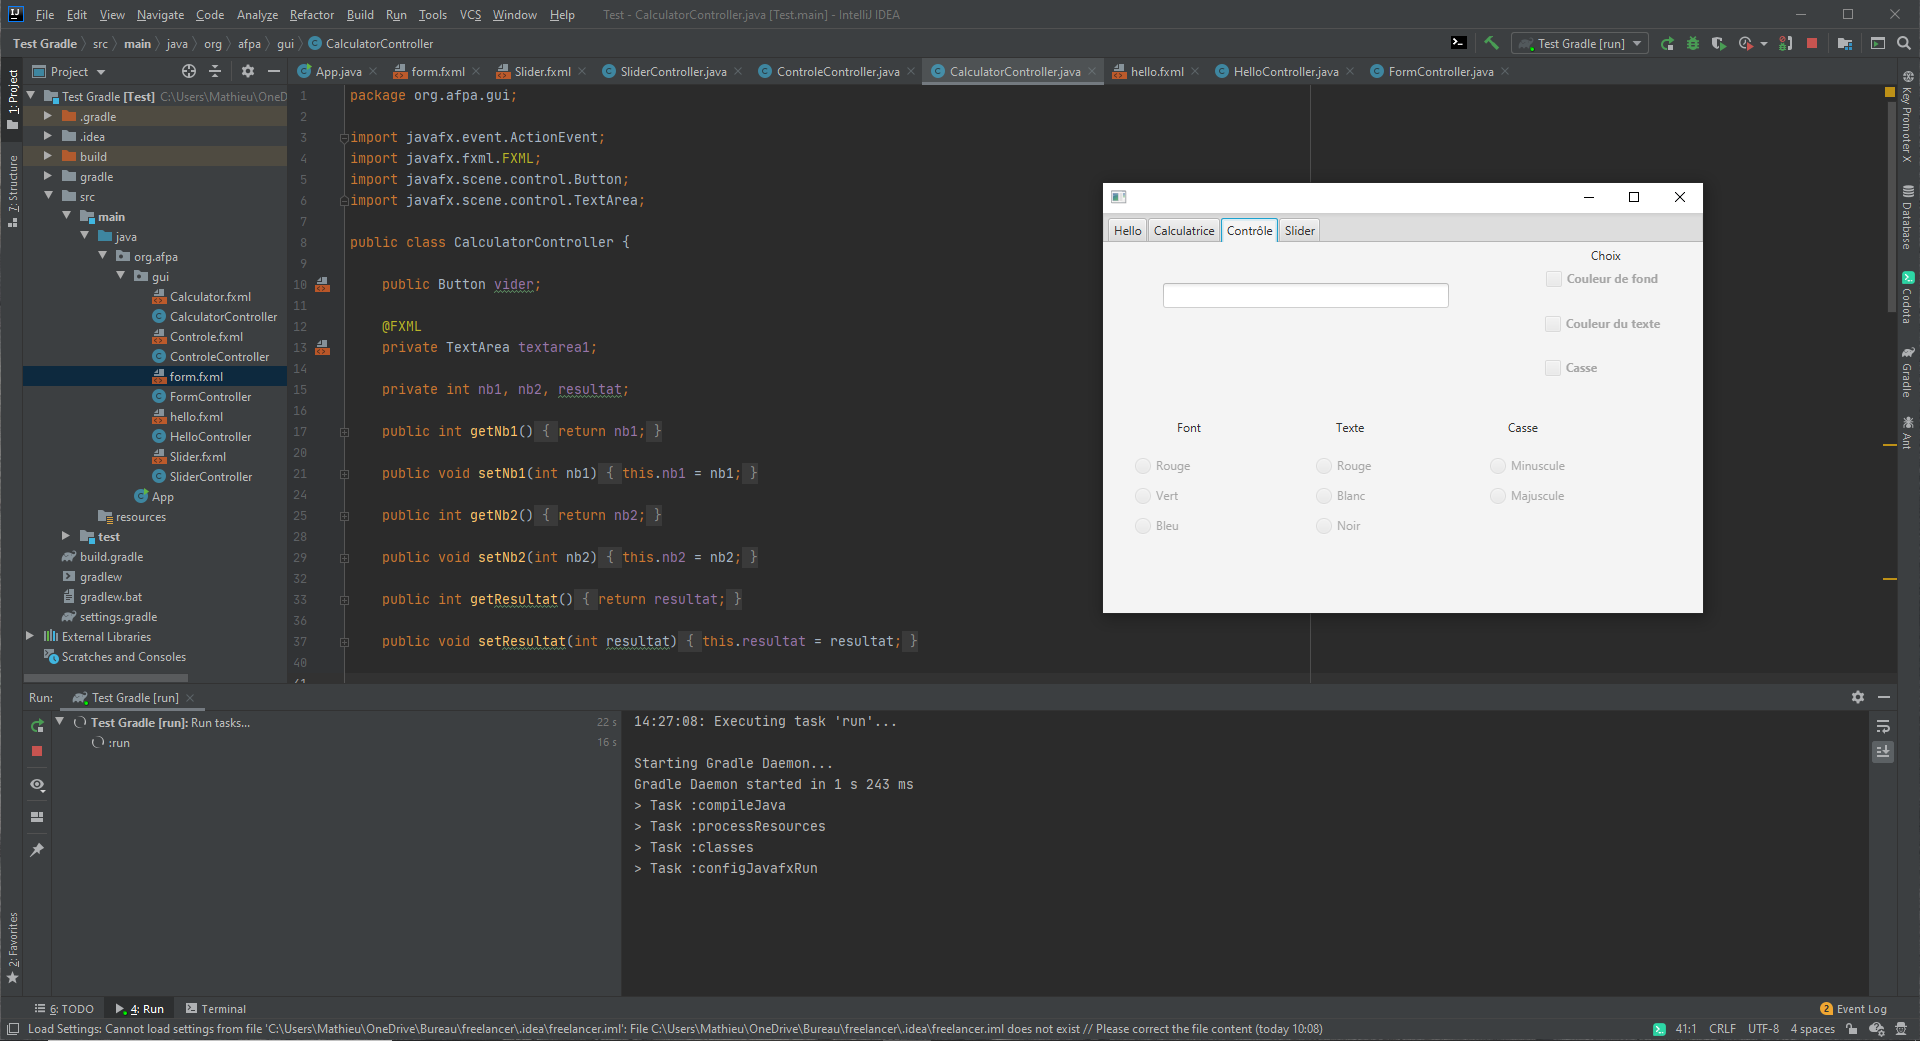 File Edit View Navigate Code Analyze Refactor Build Run Tools VCS Window Help Test - CalculatorController.java [Test.main] - IntelliJ IDEA
Test Gradle src main java org afpa gui CalculatorController Test Gradle [run]
Project App.java form.fxml Slider.fxml SliderController.java ControleController.java CalculatorController.java hello.fxml HelloController.java FormController.java
1: Project
7: Structure
2: Favorites
Test Gradle [Test] C:\Users\Mathieu\OneD
.gradle
.idea
build
gradle
src
main
java
org.afpa
gui
Calculator.fxml
CalculatorController
Controle.fxml
ControleController
form.fxml
FormController
hello.fxml
HelloController
Slider.fxml
SliderController
App
resources
test
build.gradle
gradlew
gradlew.bat
settings.gradle
External Libraries
Scratches and Consoles
1 package org.afpa.gui;
2
3 import javafx.event.ActionEvent;
4 import javafx.fxml.FXML;
5 import javafx.scene.control.Button;
6 import javafx.scene.control.TextArea;
7
8 public class CalculatorController {
9
10 public Button vider;
11
12 @FXML
13 private TextArea textarea1;
14
15 private int nb1, nb2, resultat;
16
17 public int getNb1() { return nb1; }
20
21 public void setNb1(int nb1) { this.nb1 = nb1; }
24
25 public int getNb2() { return nb2; }
28
29 public void setNb2(int nb2) { this.nb2 = nb2; }
32
33 public int getResultat() { return resultat; }
36
37 public void setResultat(int resultat) { this.resultat = resultat; }
40
41
Hello Calculatrice Contrôle Slider
Choix
Couleur de fond
Couleur du texte
Casse
Font Texte Casse
Rouge Rouge Minuscule
Vert Blanc Majuscule
Bleu Noir
Key Promoter X
Database
Codota
Gradle
Ant
Run: Test Gradle [run]
Test Gradle [run]: Run tasks... 22 s
:run 16 s
14:27:08: Executing task 'run'...
Starting Gradle Daemon...
Gradle Daemon started in 1 s 243 ms
> Task :compileJava
> Task :processResources
> Task :classes
> Task :configJavafxRun
6: TODO 4: Run Terminal 2 Event Log
Load Settings: Cannot load settings from file 'C:\Users\Mathieu\OneDrive\Bureau\freelancer\.idea\freelancer.iml': File C:\Users\Mathieu\OneDrive\Bureau\freelancer\.idea\freelancer.iml does not exist // Please correct the file content (today 10:08) 41:1 CRLF UTF-8 4 spaces